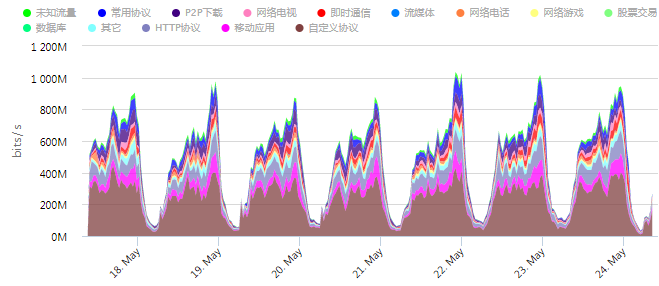 未知流量 常用协议 P2P下载 网络电视 即时通信 流媒体 网络电话 网络游戏 股票交易
数据库 其它 HTTP协议 移动应用 自定义协议
1 200M
1 000M
800M
600M
400M
200M
0M
bits / s
18. May 19. May 20. May 21. May 22. May 23. May 24. May